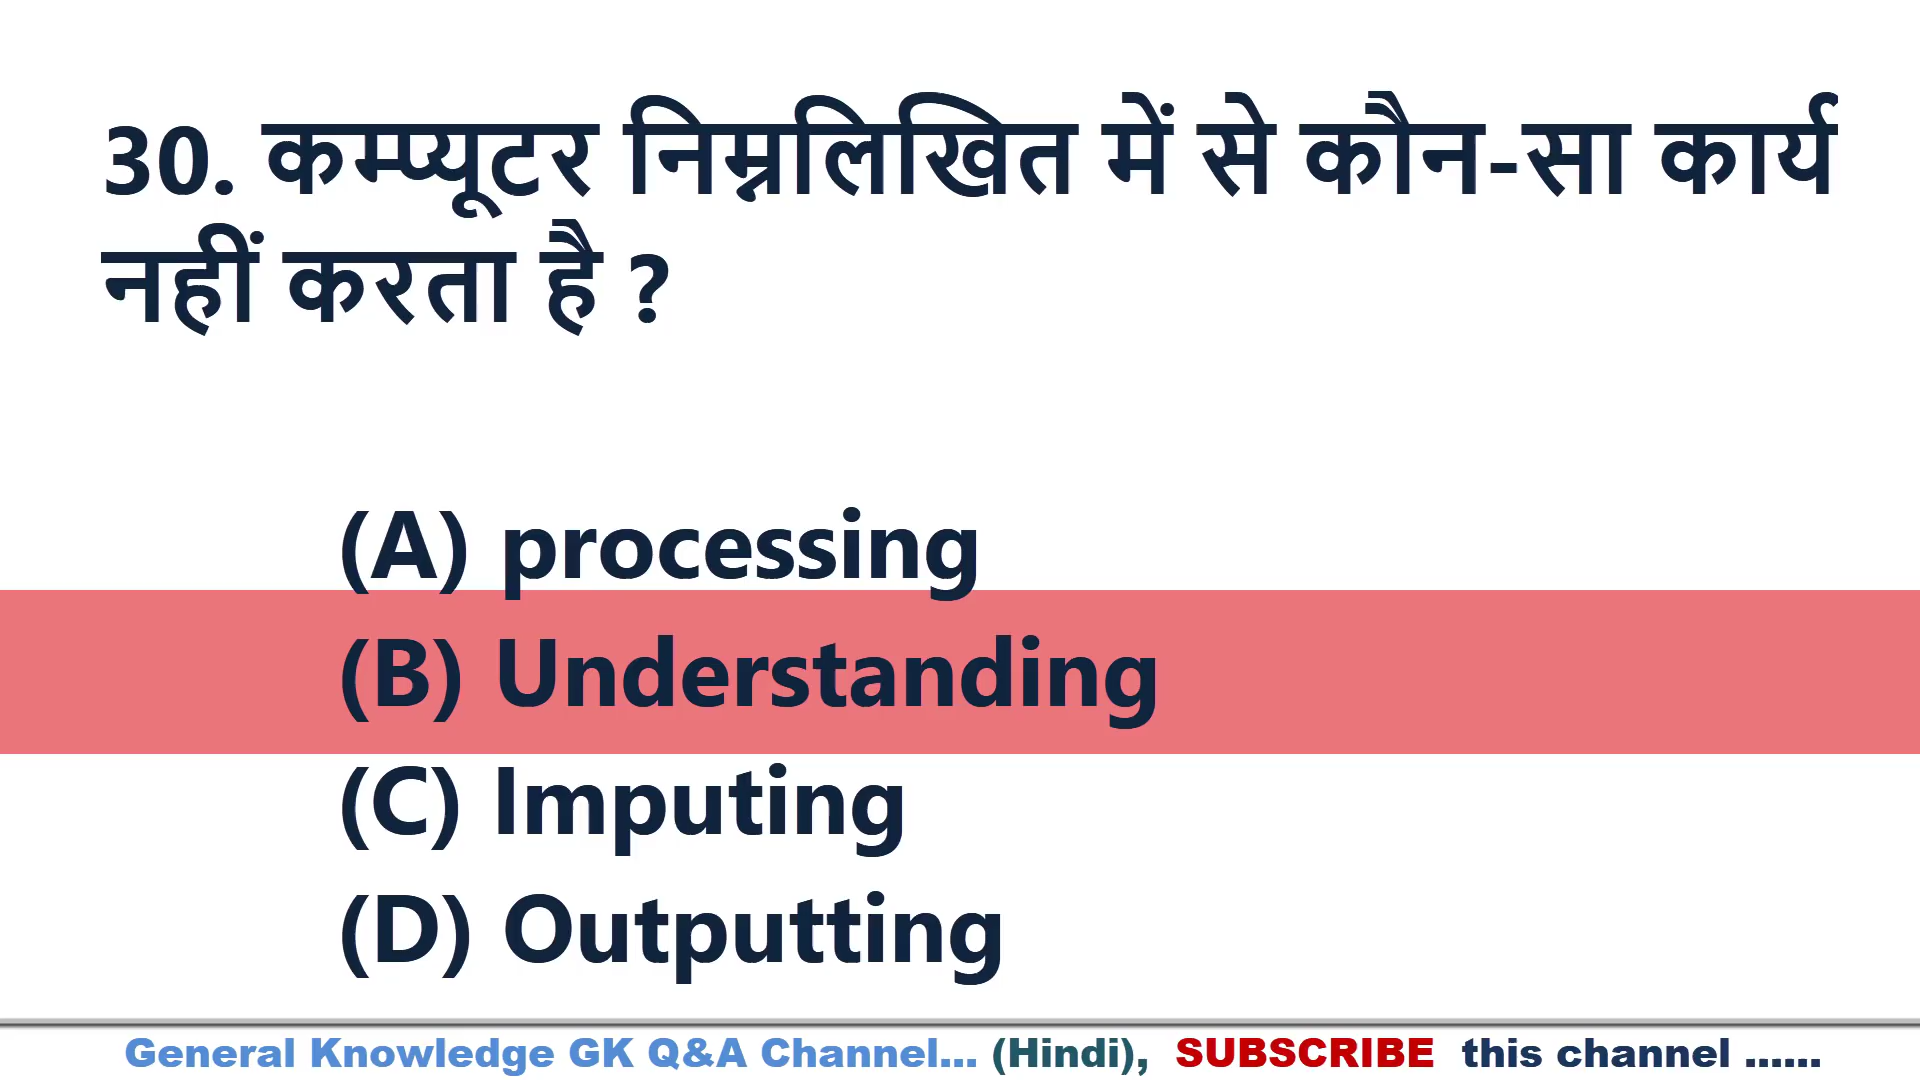 30. कम्प्यूटर निम्नलिखित में से कौन-सा कार्य
नहीं करता है ?
(A) processing
(B) Understanding
(C) Imputing
(D) Outputting
General Knowledge GK Q&A Channel... (Hindi), SUBSCRIBE this channel ......